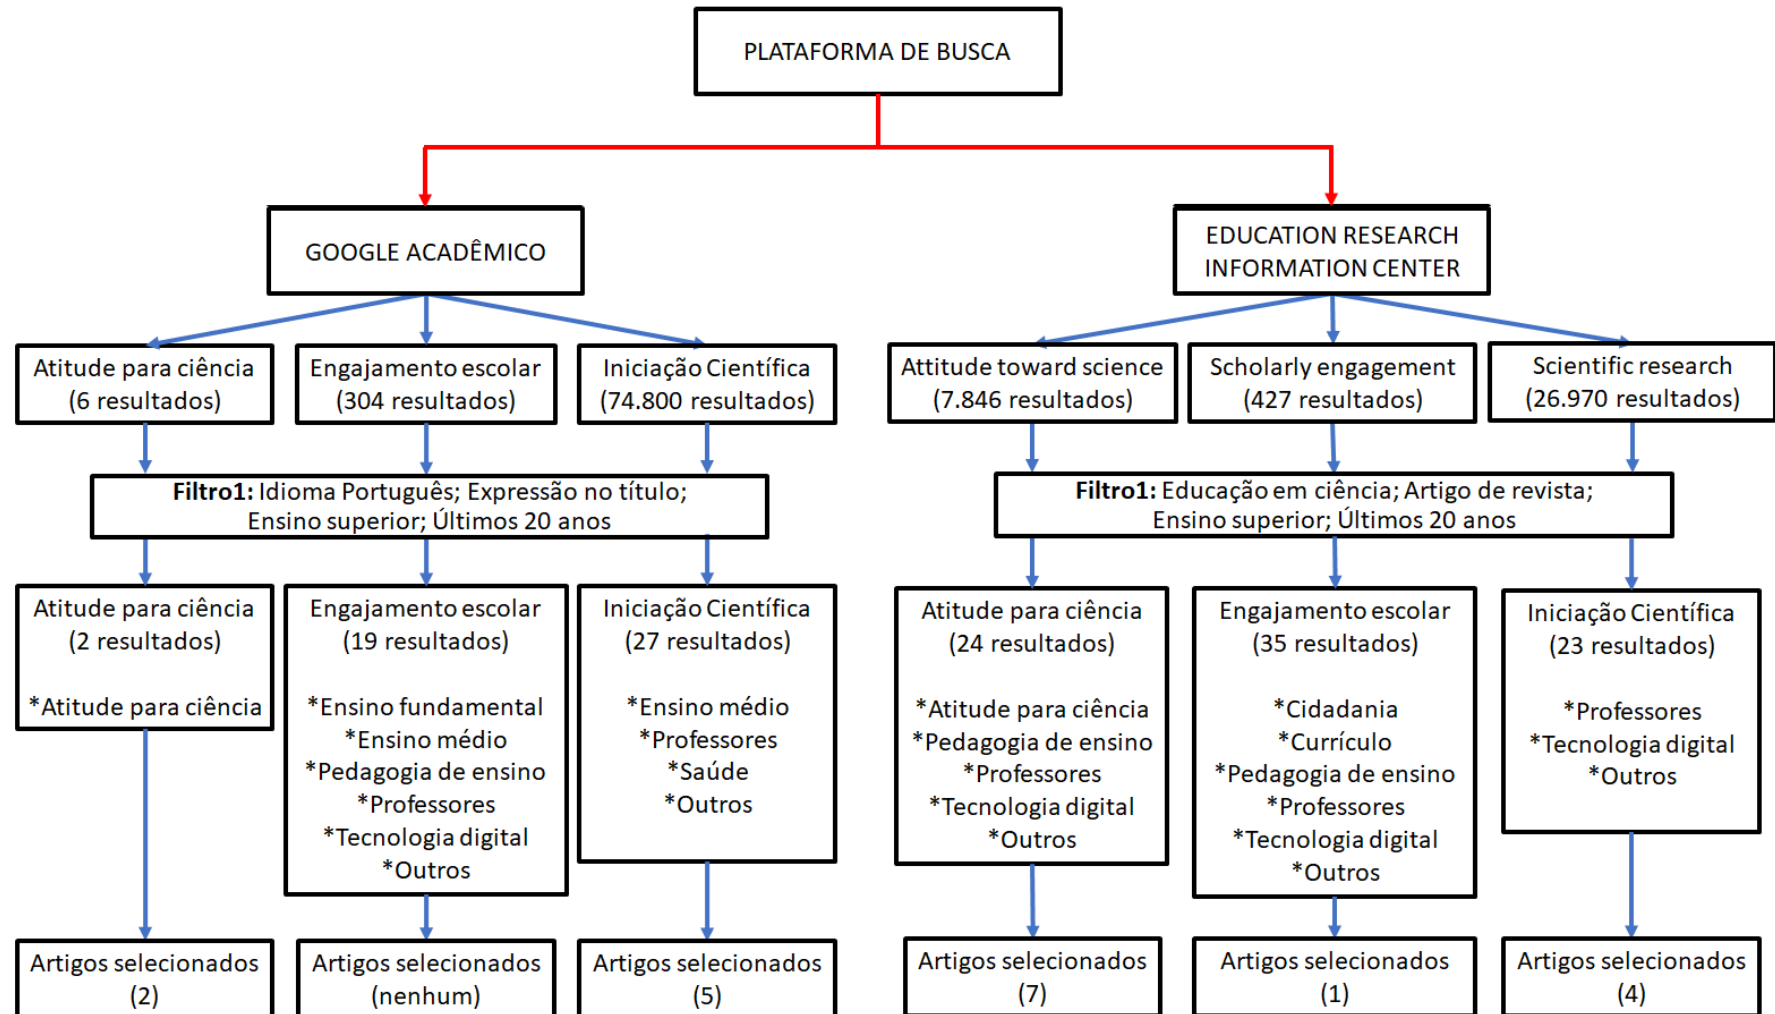 PLATAFORMA DE BUSCA
GOOGLE ACADÊMICO
EDUCATION RESEARCH
INFORMATION CENTER
Atitude para ciência
(6 resultados)
Engajamento escolar
(304 resultados)
Iniciação Científica
(74.800 resultados)
Attitude toward science
(7.846 resultados)
Scholarly engagement
(427 resultados)
Scientific research
(26.970 resultados)
Filtro1: Idioma Português; Expressão no título;
Ensino superior; Últimos 20 anos
Filtro1: Educação em ciência; Artigo de revista;
Ensino superior; Últimos 20 anos
Atitude para ciência
(2 resultados)
*Atitude para ciência
Engajamento escolar
(19 resultados)
*Ensino fundamental
*Ensino médio
*Pedagogia de ensino
*Professores
*Tecnologia digital
*Outros
Iniciação Científica
(27 resultados)
*Ensino médio
*Professores
*Saúde
*Outros
Atitude para ciência
(24 resultados)
*Atitude para ciência
*Pedagogia de ensino
*Professores
*Tecnologia digital
*Outros
Engajamento escolar
(35 resultados)
*Cidadania
*Currículo
*Pedagogia de ensino
*Professores
*Tecnologia digital
*Outros
Iniciação Científica
(23 resultados)
*Professores
*Tecnologia digital
*Outros
Artigos selecionados
(2)
Artigos selecionados
(nenhum)
Artigos selecionados
(5)
Artigos selecionados
(7)
Artigos selecionados
(1)
Artigos selecionados
(4)